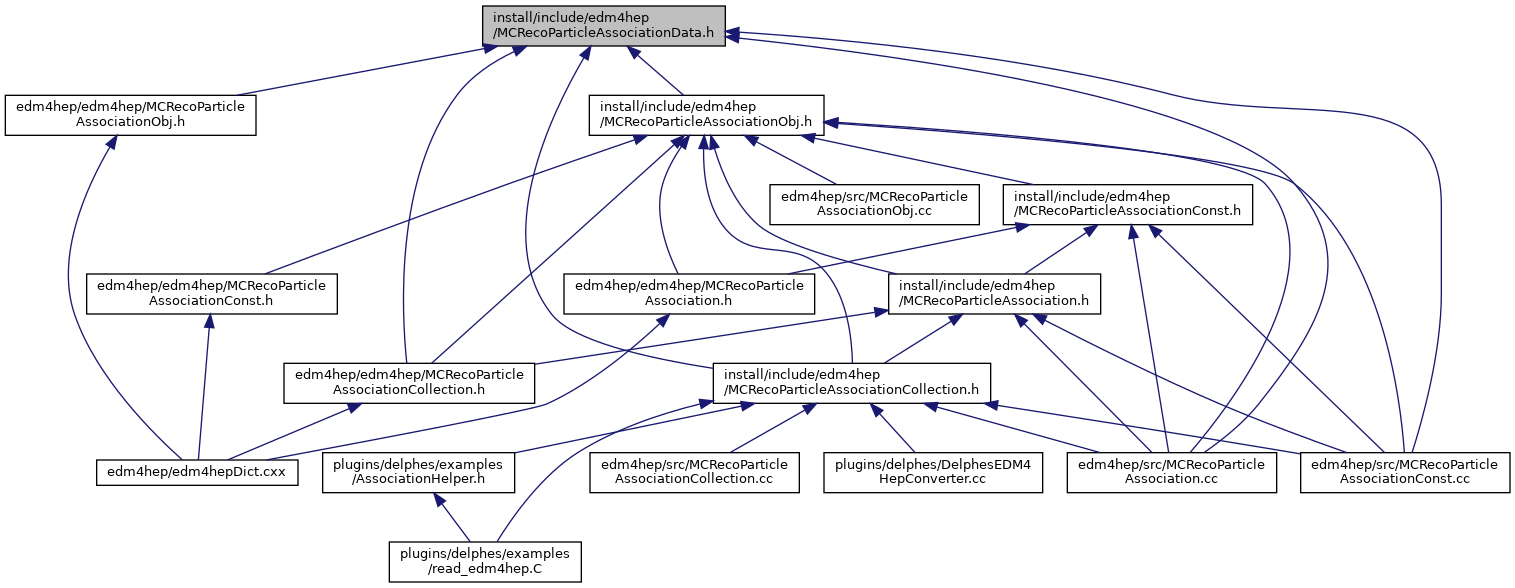 install/include/edm4hep
/MCRecoParticleAssociationData.h
edm4hep/edm4hep/MCRecoParticle
AssociationObj.h
install/include/edm4hep
/MCRecoParticleAssociationObj.h
edm4hep/src/MCRecoParticle
AssociationObj.cc
install/include/edm4hep
/MCRecoParticleAssociationConst.h
edm4hep/edm4hep/MCRecoParticle
AssociationConst.h
edm4hep/edm4hep/MCRecoParticle
Association.h
install/include/edm4hep
/MCRecoParticleAssociation.h
edm4hep/edm4hep/MCRecoParticle
AssociationCollection.h
install/include/edm4hep
/MCRecoParticleAssociationCollection.h
edm4hep/edm4hepDict.cxx
plugins/delphes/examples
/AssociationHelper.h
edm4hep/src/MCRecoParticle
AssociationCollection.cc
plugins/delphes/DelphesEDM4
HepConverter.cc
edm4hep/src/MCRecoParticle
Association.cc
edm4hep/src/MCRecoParticle
AssociationConst.cc
plugins/delphes/examples
/read_edm4hep.C